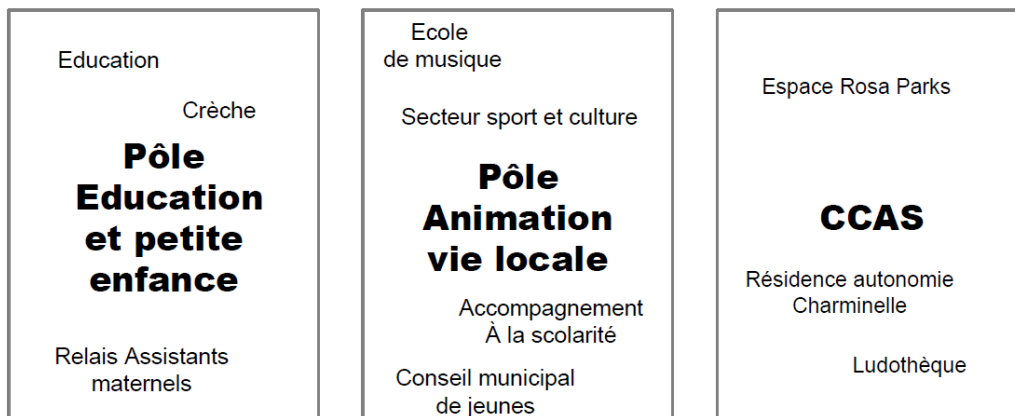 Education
Crèche
Pôle
Education
et petite
enfance
Relais Assistants
maternels
Ecole
de musique
Secteur sport et culture
Pôle
Animation
vie locale
Accompagnement
À la scolarité
Conseil municipal
de jeunes
Espace Rosa Parks
CCAS
Résidence autonomie
Charminelle
Ludothèque